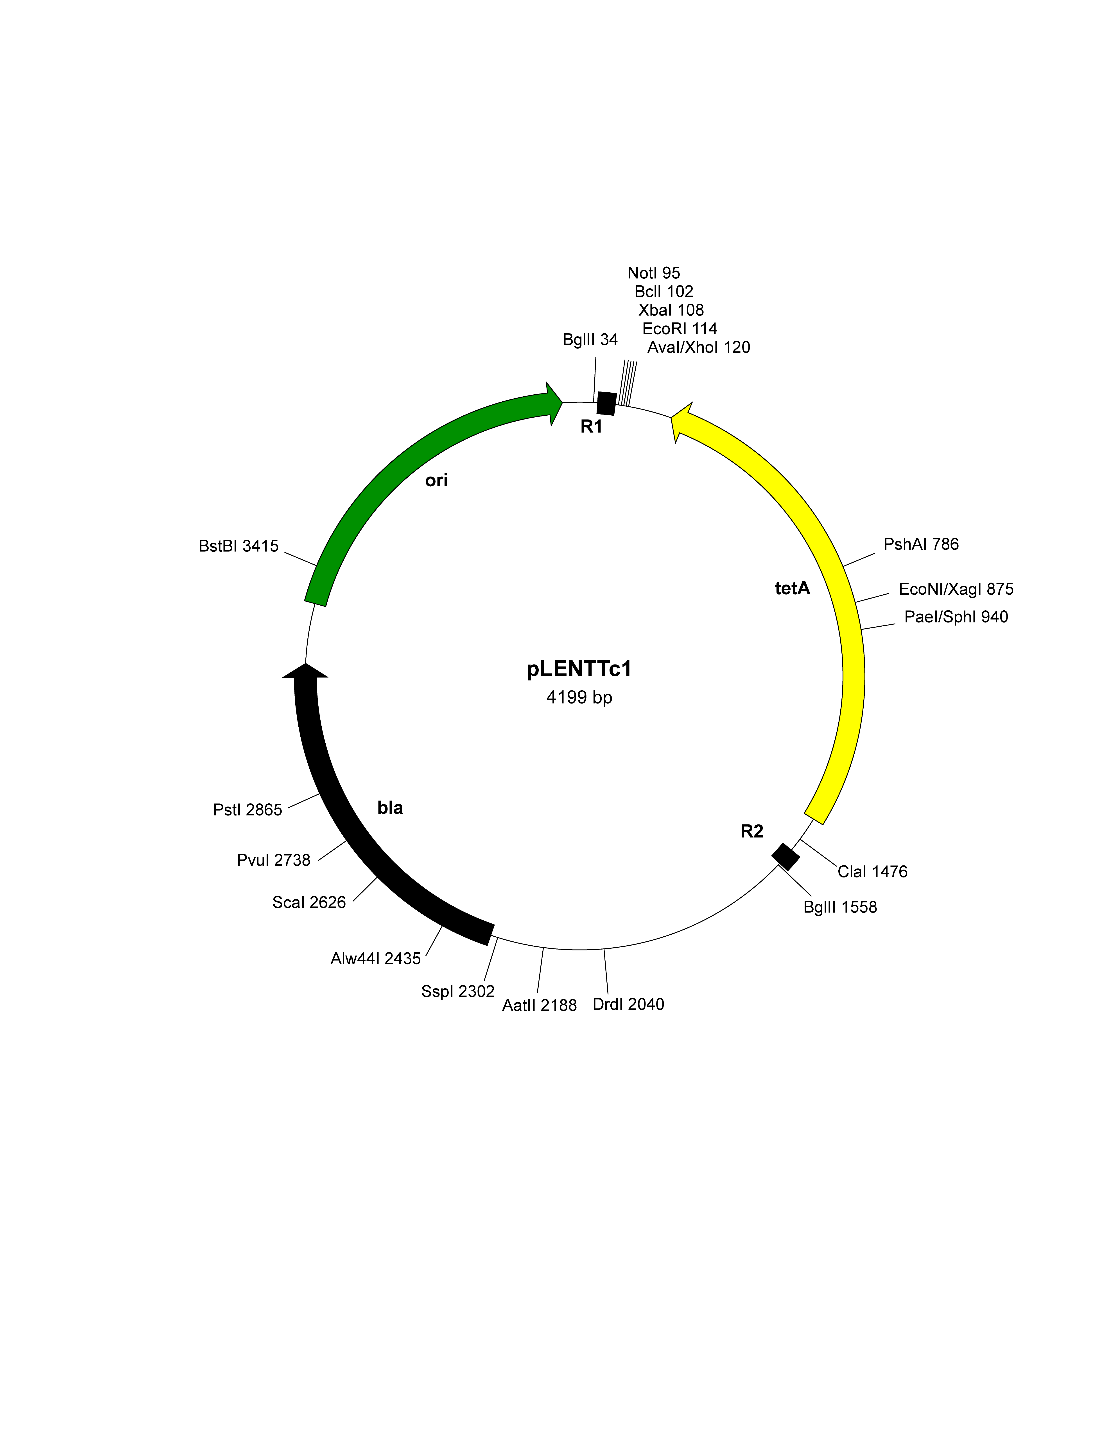 NotI 95
BclI 102
XbaI 108
EcoRI 114
AvaI/XhoI 120
BglII 34
R1
ori
BstBI 3415
PshAI 786
tetA
EcoNI/XagI 875
PaeI/SphI 940
pLENTTc1
4199 bp
PstI 2865
bla
R2
PvuI 2738
ClaI 1476
ScaI 2626
BglII 1558
Alw44I 2435
SspI 2302
AatII 2188
DrdI 2040